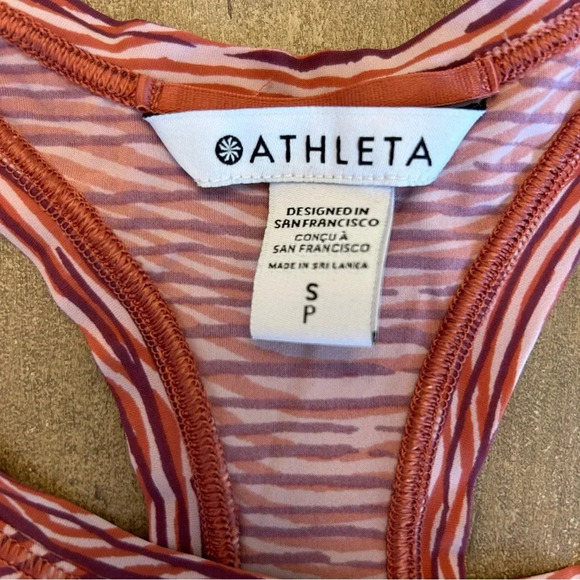 ATHLETA
DESIGNED IN
SAN FRANCISCO
CONÇU À
SAN FRANCISCO
MADE IN SRI LANKA
S
P